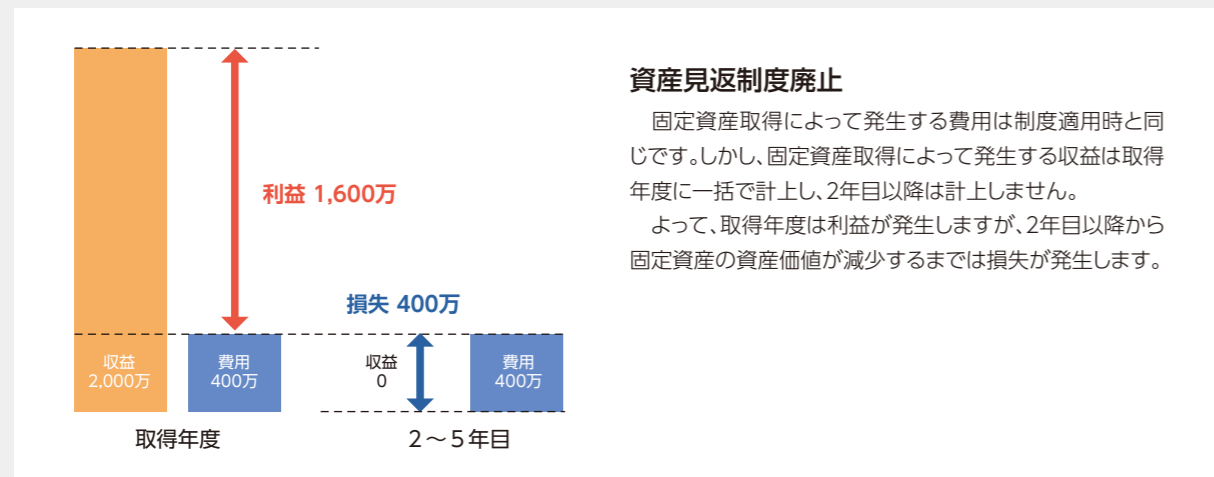 利益 1,600万
損失 400万
収益
2,000万
費用
400万
収益
0
費用
400万
取得年度
2～5年目
資産見返制度廃止
固定資産取得によって発生する費用は制度適用時と同
じです。しかし、固定資産取得によって発生する収益は取得
年度に一括で計上し、2年目以降は計上しません。
よって、取得年度は利益が発生しますが、2年目以降から
固定資産の資産価値が減少するまでは損失が発生します。